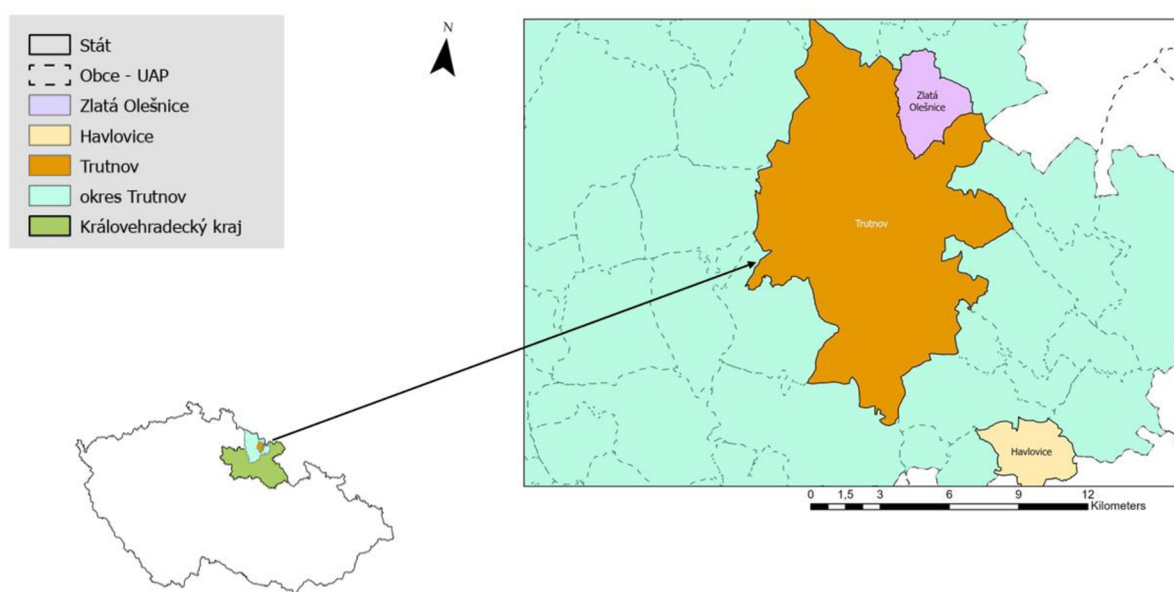 Stát
Obce - UAP
Zlatá Olešnice
Havlovice
Trutnov
okres Trutnov
Královehradecký kraj
N
Zlatá
Olešnice
Trutnov
Havlovice
0 1,5 3 6 9 12
Kilometers